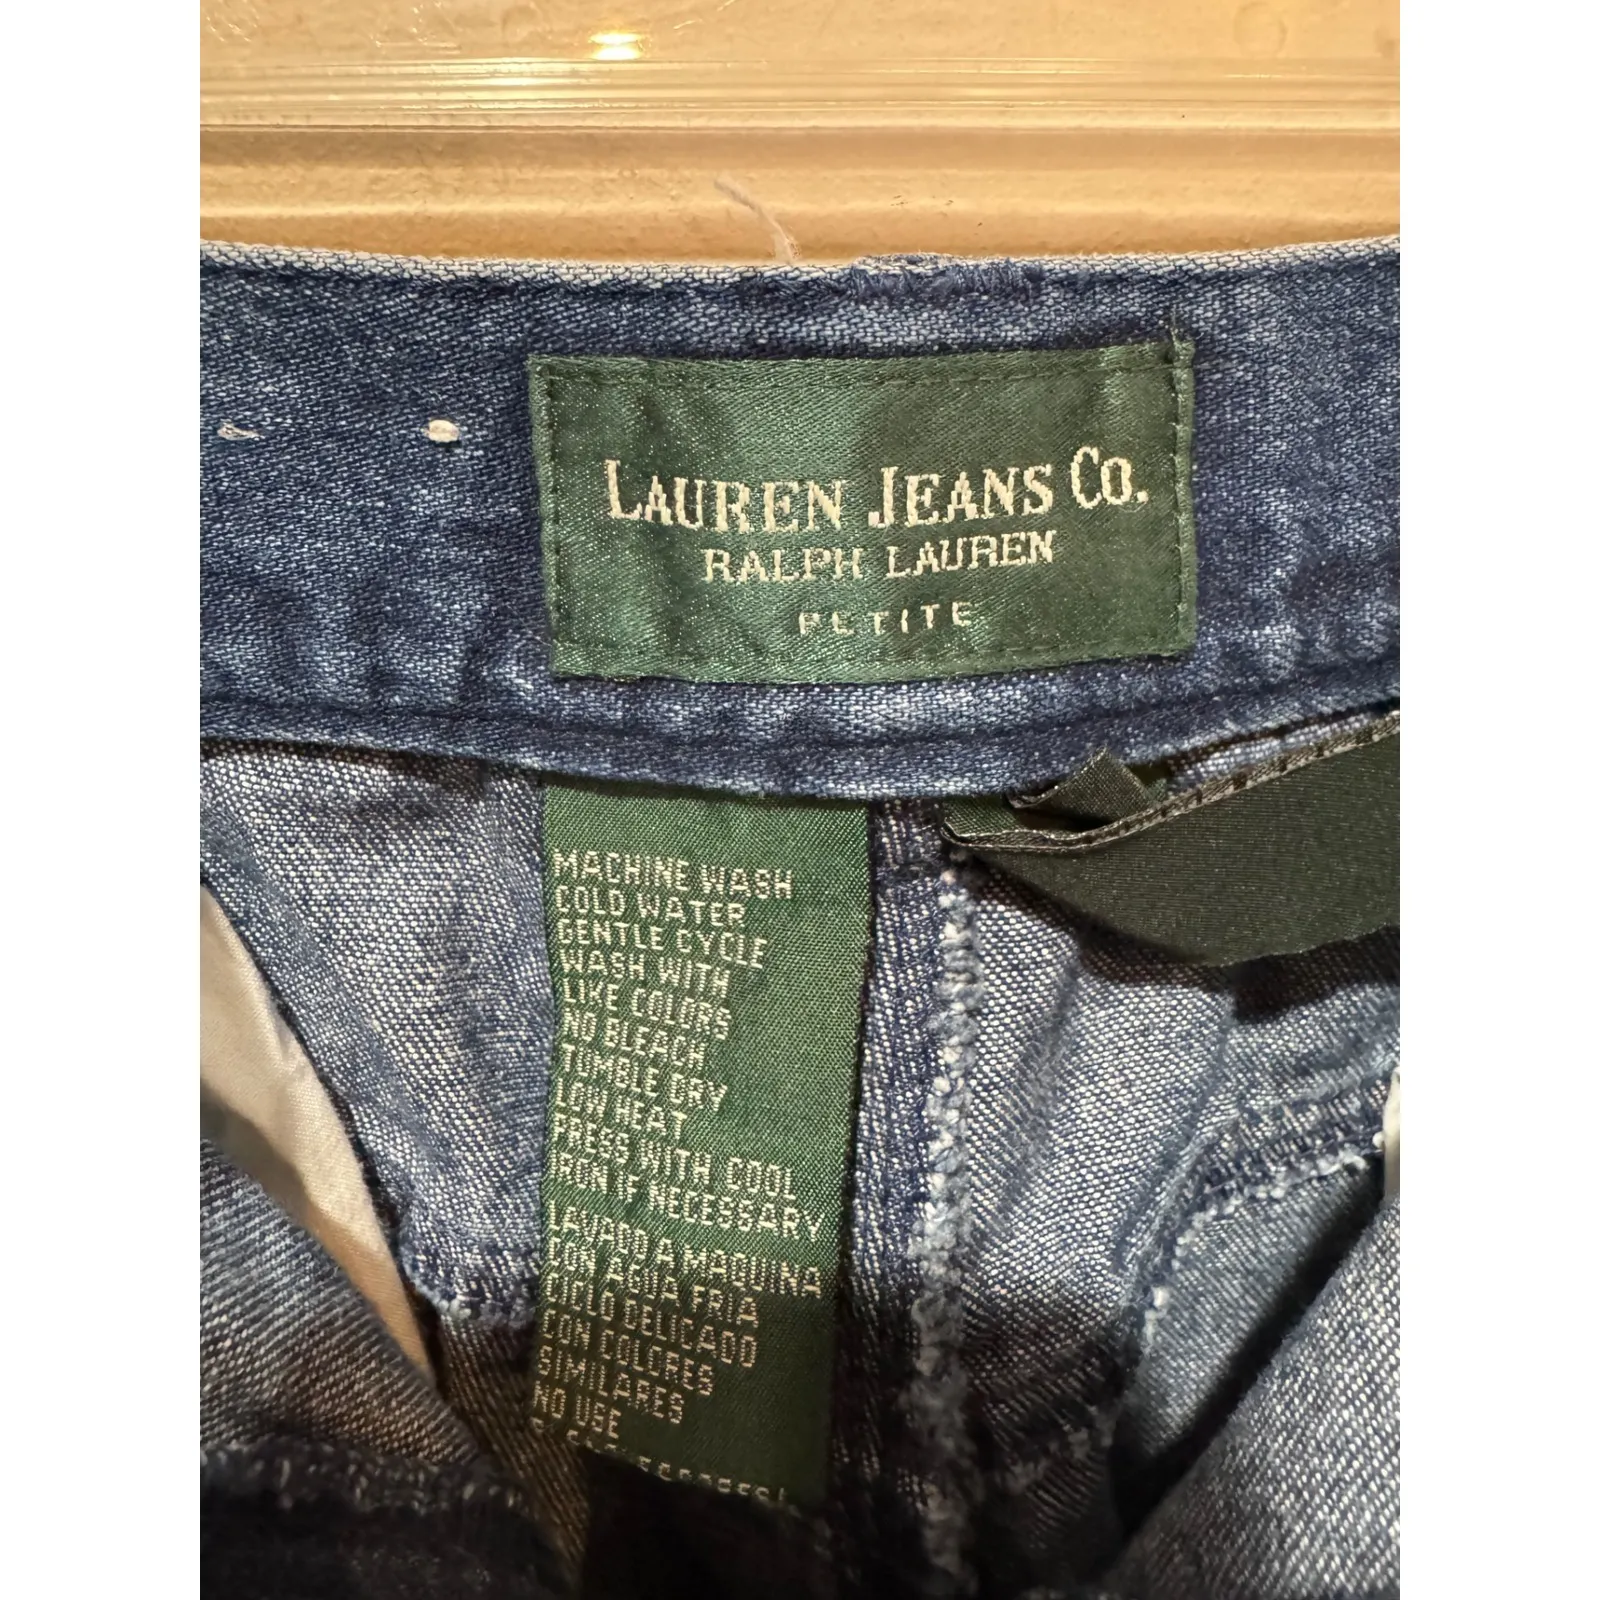 LAUREN JEANS CO.
RALPH LAUREN
PETITE
MACHINE WASH
COLD WATER
GENTLE CYCLE
WASH WITH
LIKE COLORS
NO BLEACH
TUMBLE DRY
LOW HEAT
PRESS WITH COOL
IRON IF NECESSARY
LAVADO A MAQUINA
CON AGUA FRIA
CICLO DELICADO
CON COLORES
SIMILARES
NO USE